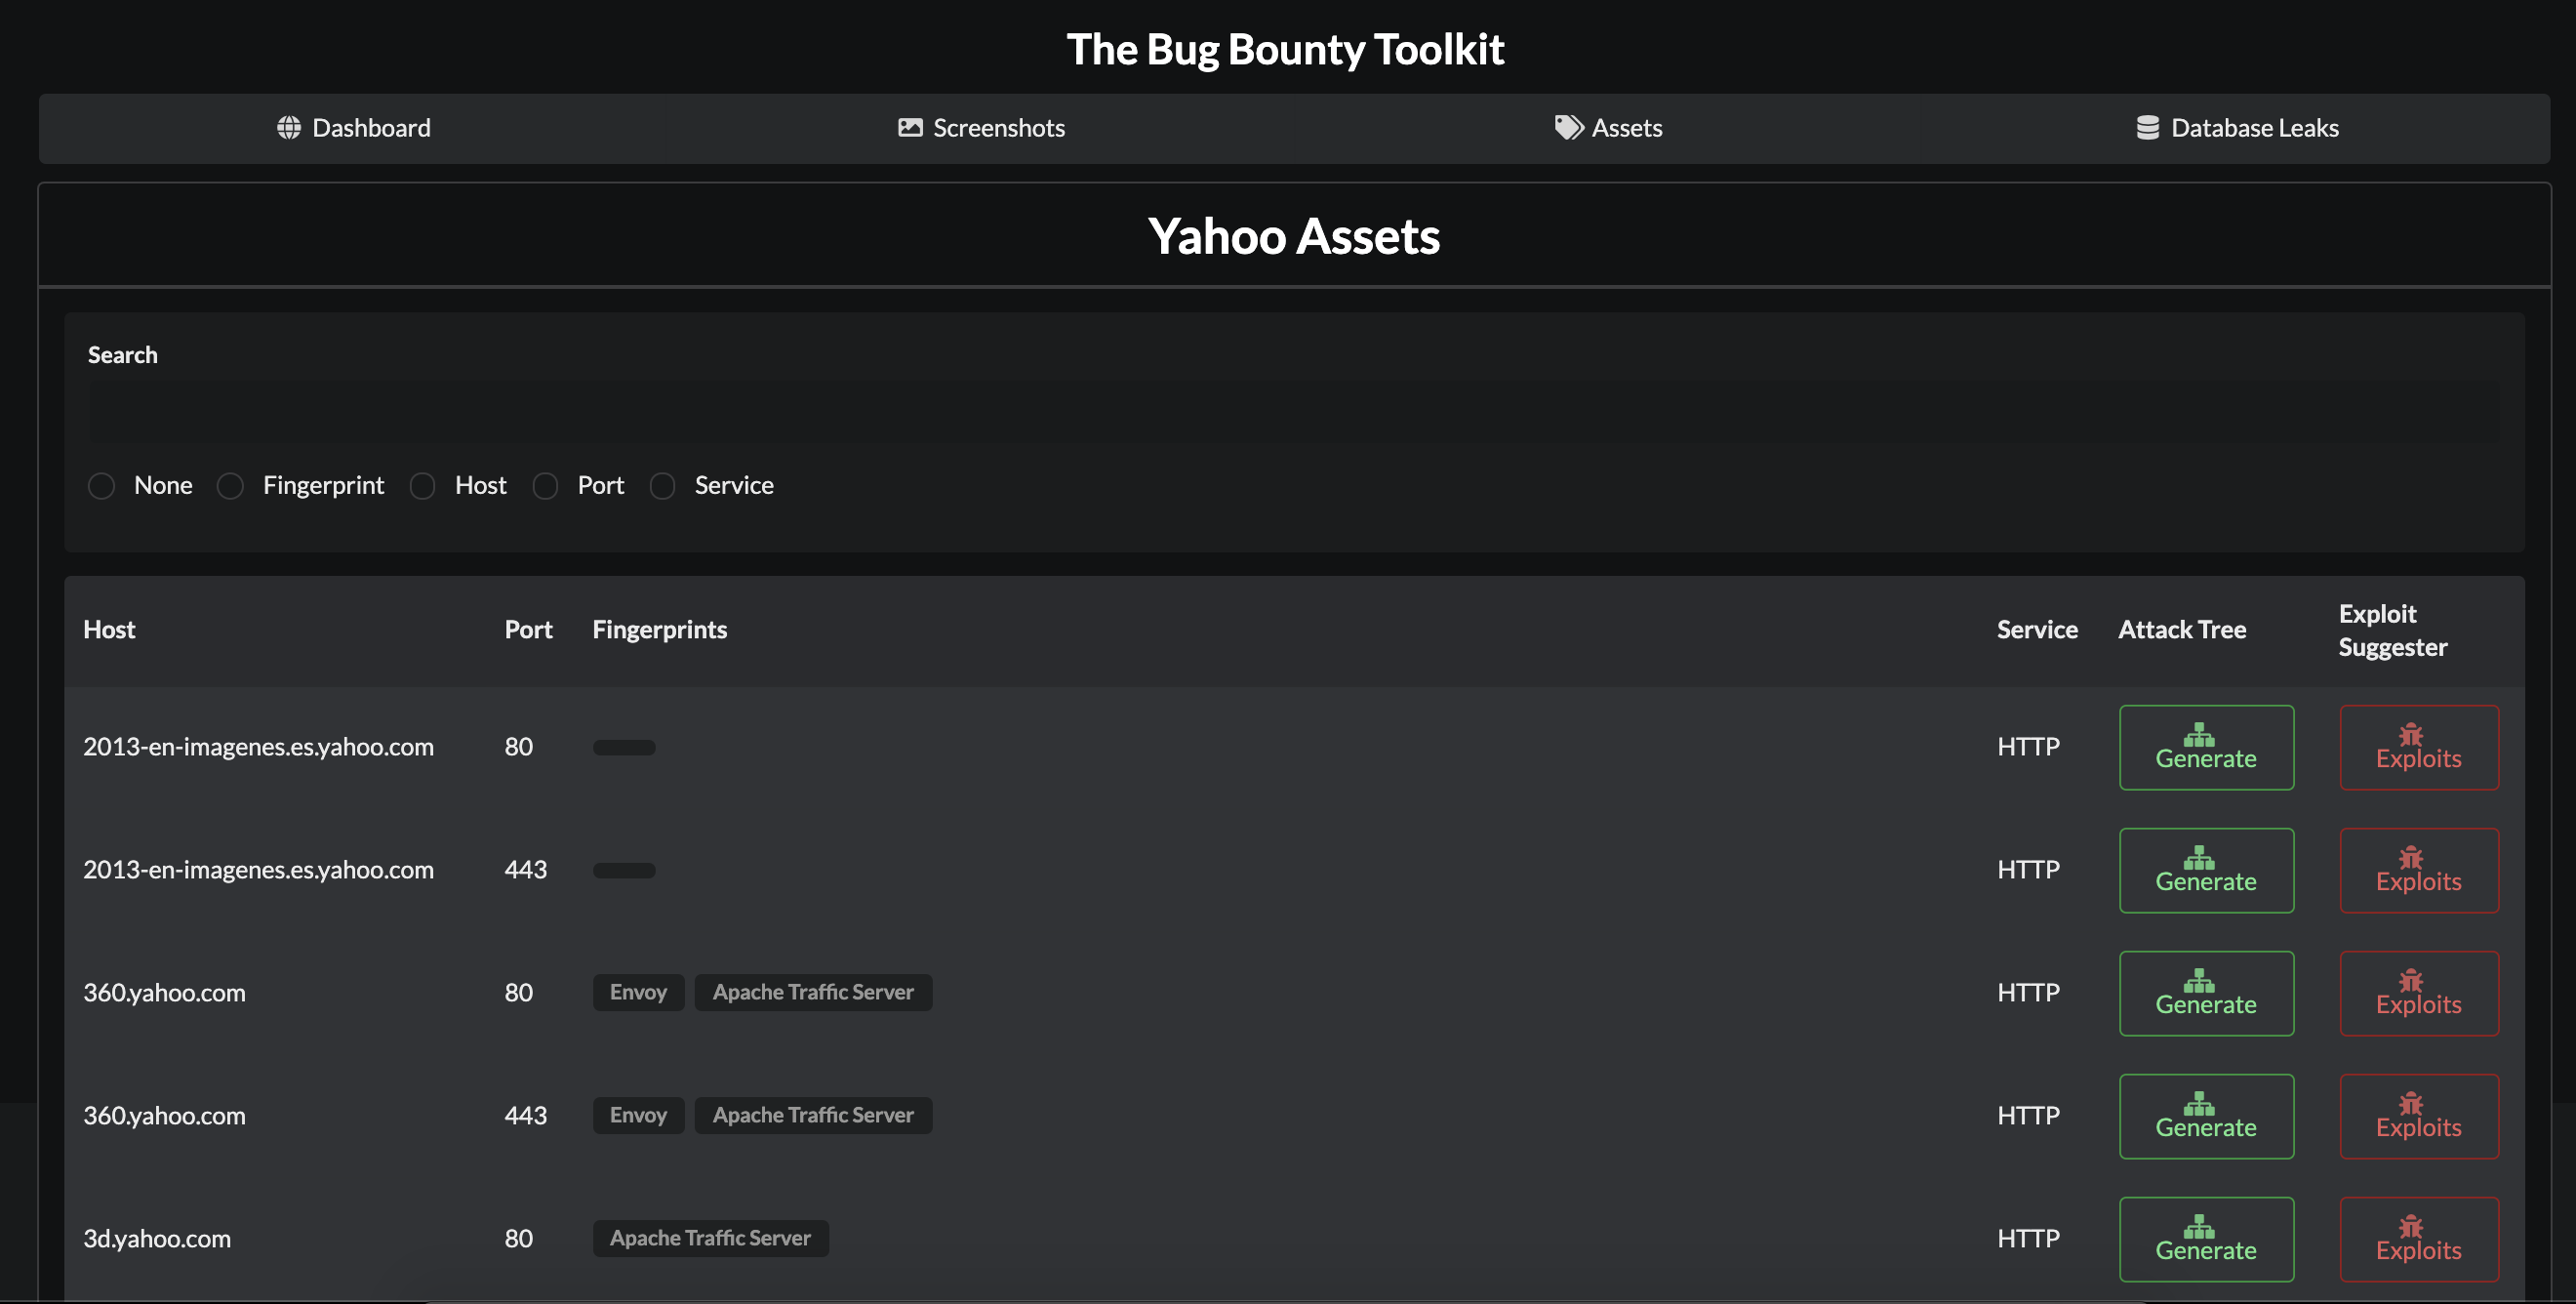 The Bug Bounty Toolkit
Dashboard Screenshots Assets Database Leaks
Yahoo Assets
Search
None Fingerprint Host Port Service
Host Port Fingerprints Service Attack Tree Exploit Suggester
2013-en-imagenes.es.yahoo.com 80 HTTP Generate Exploits
2013-en-imagenes.es.yahoo.com 443 HTTP Generate Exploits
360.yahoo.com 80 Envoy Apache Traffic Server HTTP Generate Exploits
360.yahoo.com 443 Envoy Apache Traffic Server HTTP Generate Exploits
3d.yahoo.com 80 Apache Traffic Server HTTP Generate Exploits